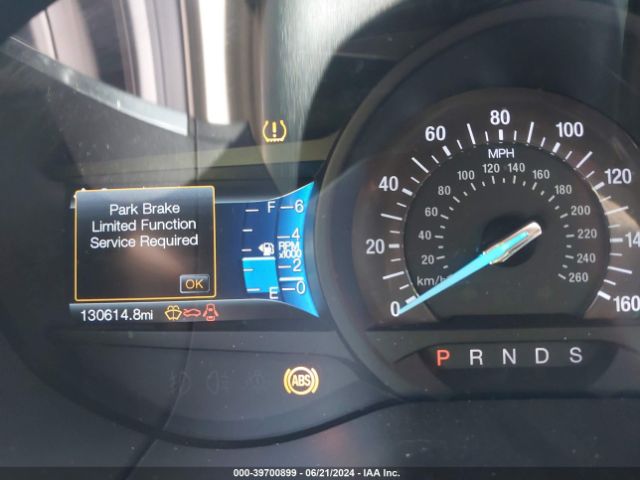 Park Brake
Limited Function
Service Required
OK
130614.8mi
F
E
6
4
RPM
x1000
2
0
ABS
MPH
0
20
40
60
80
100
120
160
km/h
20
40
60
80
100
120
140
160
180
200
220
240
260
P R N D S
000-39700899 - 06/21/2024 - IAA Inc.